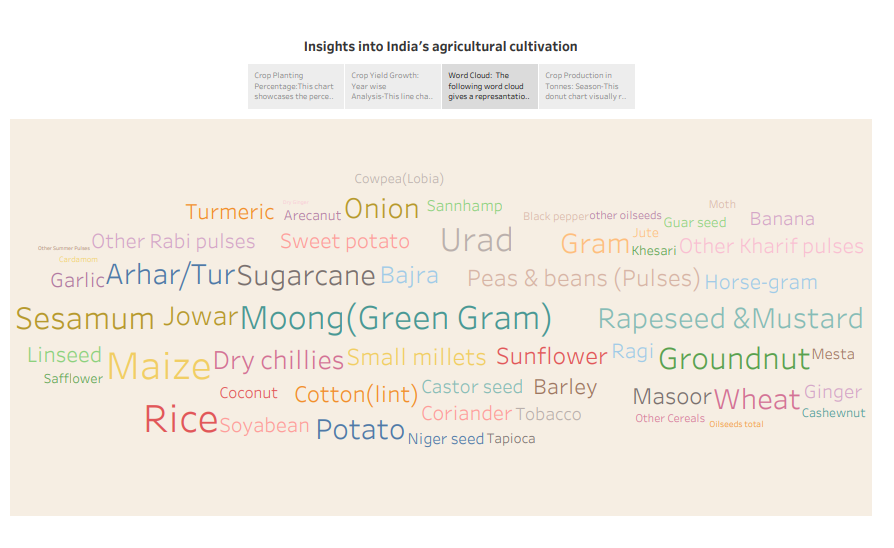 Insights into India's agricultural cultivation
Crop Planting
Percentage:This chart
showcases the perce..
Crop Yield Growth:
Year wise
Analysis-This line cha..
Word Cloud: The
following word cloud
gives a represantatio..
Crop Production in
Tonnes: Season-This
donut chart visually r..
Cowpea(Lobia)
Turmeric
Arecanut
Onion
Sannhamp
Black pepper
other oilseeds
Moth
Guar seed
Banana
Other Summer Pulses
Other Rabi pulses
Sweet potato
Urad
Gram
Jute
Khesari
Other Kharif pulses
Cardamom
Garlic
Arhar/Tur
Sugarcane
Bajra
Peas & beans (Pulses)
Horse-gram
Sesamum
Jowar
Moong(Green Gram)
Rapeseed &Mustard
Linseed
Safflower
Maize
Dry chillies
Small millets
Sunflower
Ragi
Groundnut
Mesta
Coconut
Cotton(lint)
Castor seed
Barley
Masoor
Wheat
Ginger
Cashewnut
Rice
Soyabean
Potato
Coriander
Tobacco
Niger seed
Tapioca
Other Cereals
Oilseeds total